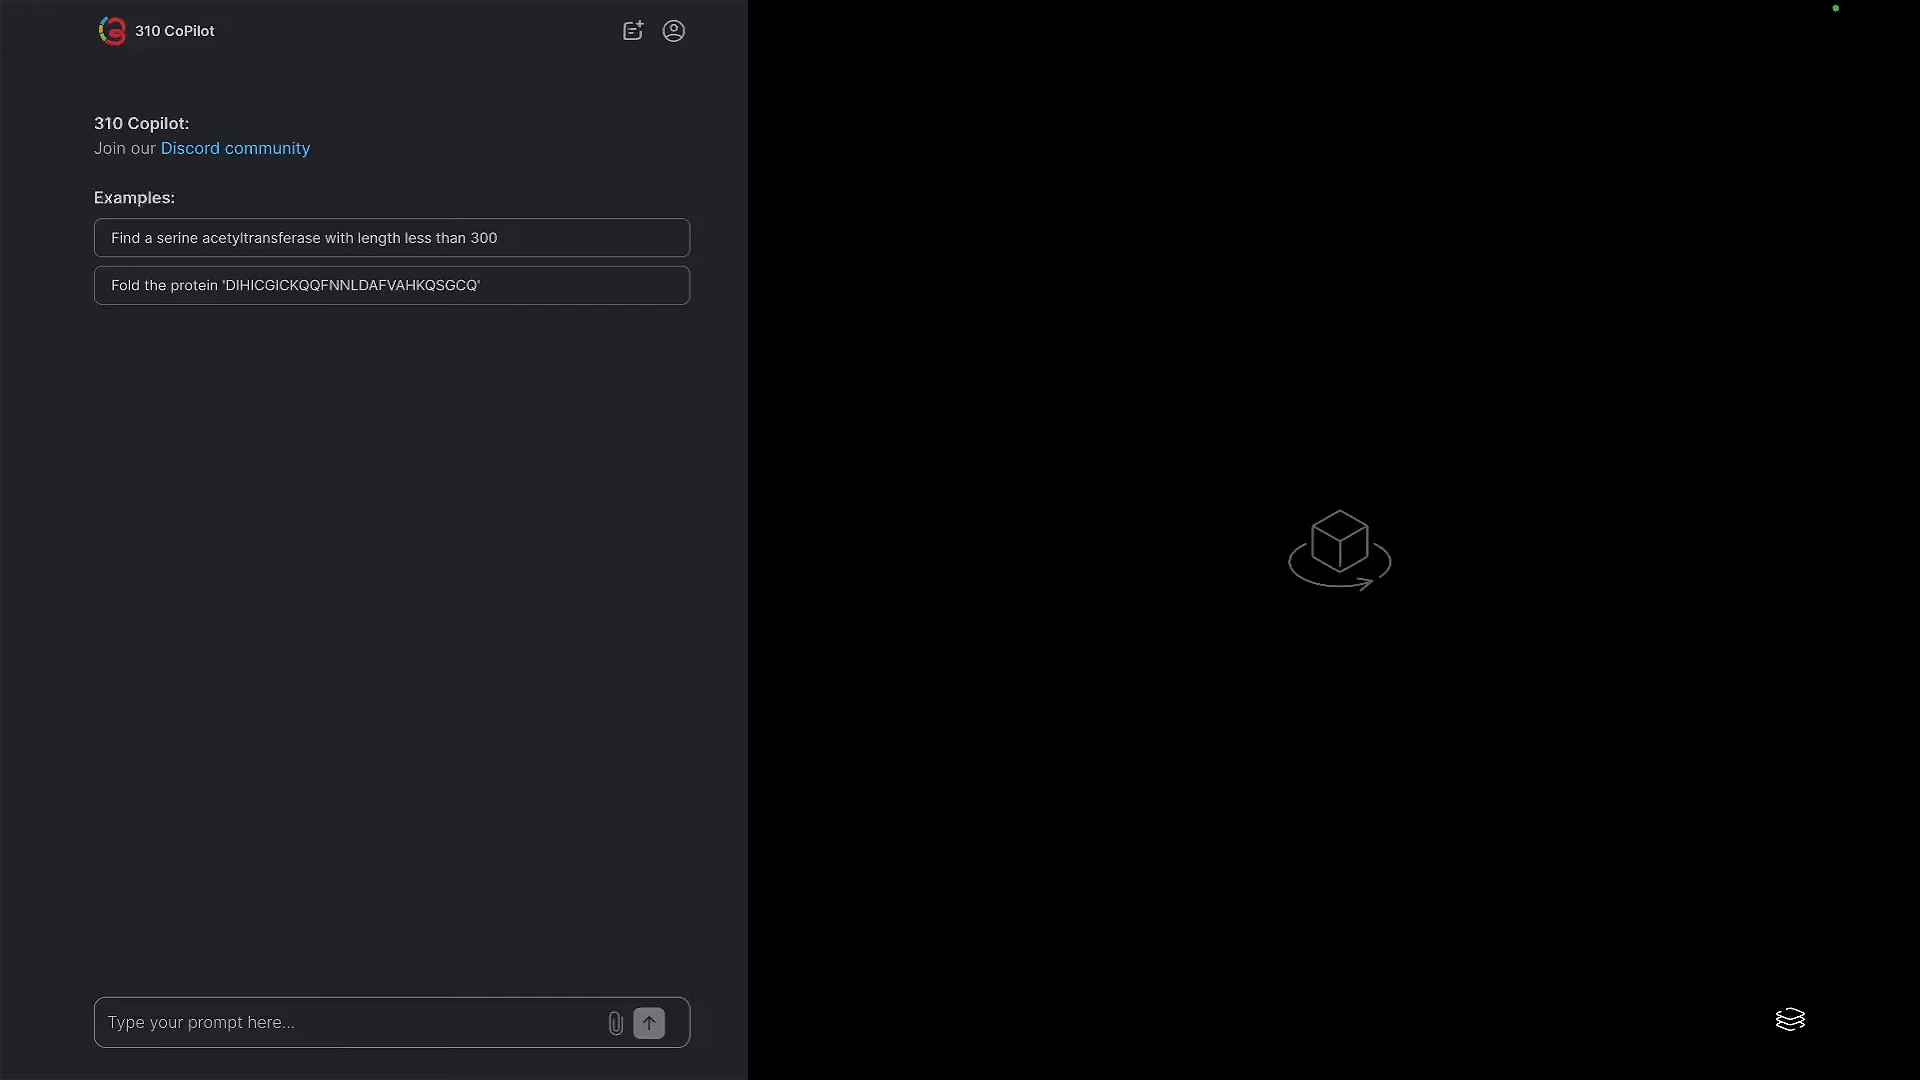 310 CoPilot
310 Copilot:
Join our Discord community
Examples:
Find a serine acetyltransferase with length less than 300
Fold the protein 'DIHICGICKQQFNNLDAFVAHKQSGCQ'
Type your prompt here...